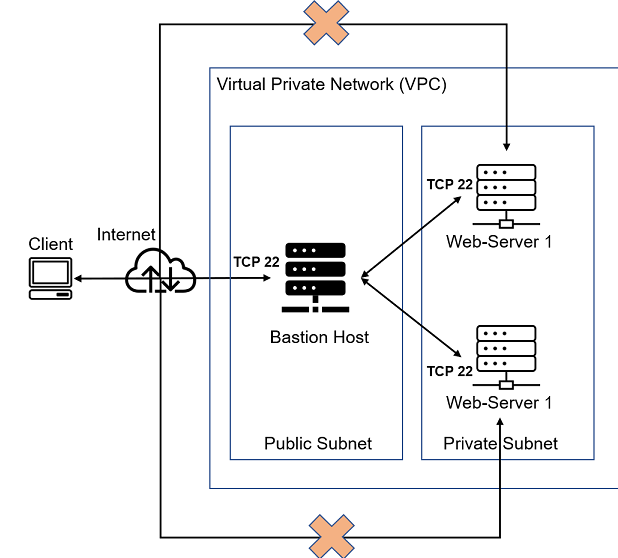 Virtual Private Network (VPC)
TCP 22
Web-Server 1
Internet
Client
TCP 22
Bastion Host
TCP 22
Web-Server 1
Public Subnet
Private Subnet